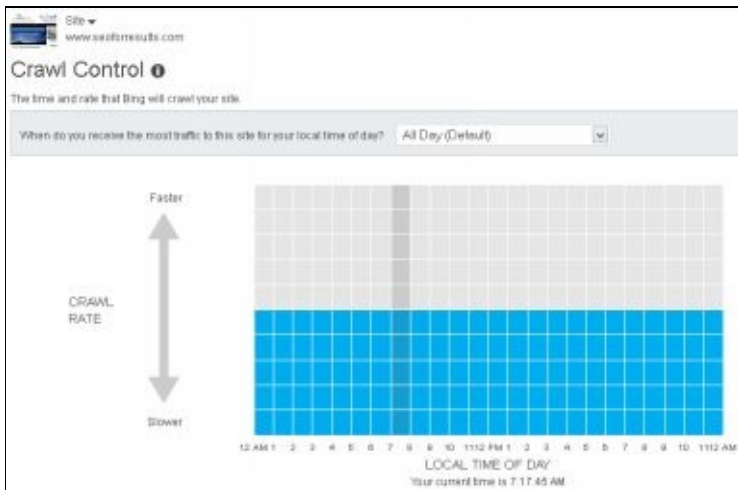 Site
www.seoforresults.com
Crawl Control
The time and rate that Bing will crawl your site.
When do you receive the most traffic to this site for your local time of day? All Day (Default)
Faster
CRAWL
RATE
Slower
12 AM 1 2 3 4 5 6 7 8 9 10 11 12 PM 1 2 3 4 5 6 7 8 9 10 11 12 AM
LOCAL TIME OF DAY
Your current time is 7:17:46 AM